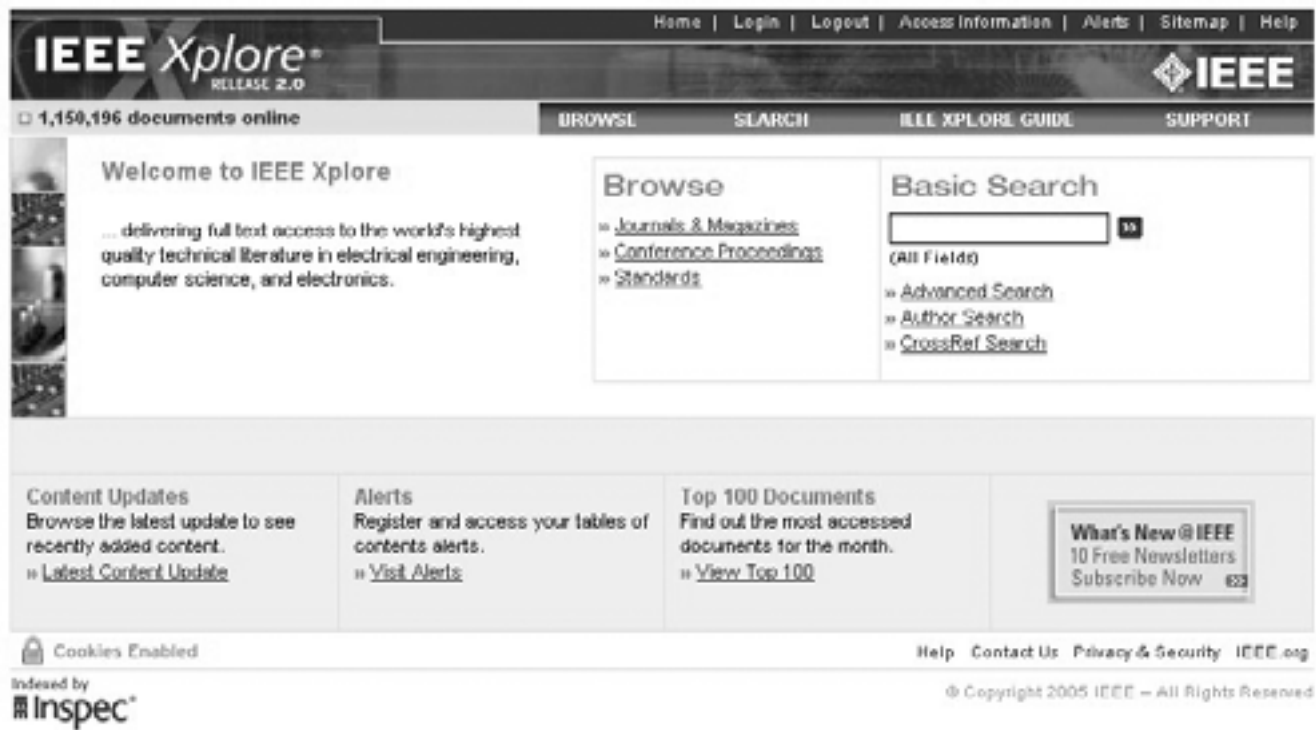 Home | Login | Logout | Access Information | Alerts | Sitemap | Help
IEEE Xplore®
RELEASE 2.0
IEEE
1,150,196 documents online
BROWSE SEARCH IEEE XPLORE GUIDE SUPPORT
Welcome to IEEE Xplore
... delivering full text access to the world's highest
quality technical literature in electrical engineering,
computer science, and electronics.
Browse
» Journals & Magazines
» Conference Proceedings
» Standards
Basic Search
»
(All Fields)
» Advanced Search
» Author Search
» CrossRef Search
Content Updates
Browse the latest update to see
recently added content.
» Latest Content Update
Alerts
Register and access your tables of
contents alerts.
» Visit Alerts
Top 100 Documents
Find out the most accessed
documents for the month.
» View Top 100
What's New @ IEEE
10 Free Newsletters
Subscribe Now »
Cookies Enabled
Help Contact Us Privacy & Security IEEE.org
Indexed by
Inspec®
© Copyright 2005 IEEE – All Rights Reserved